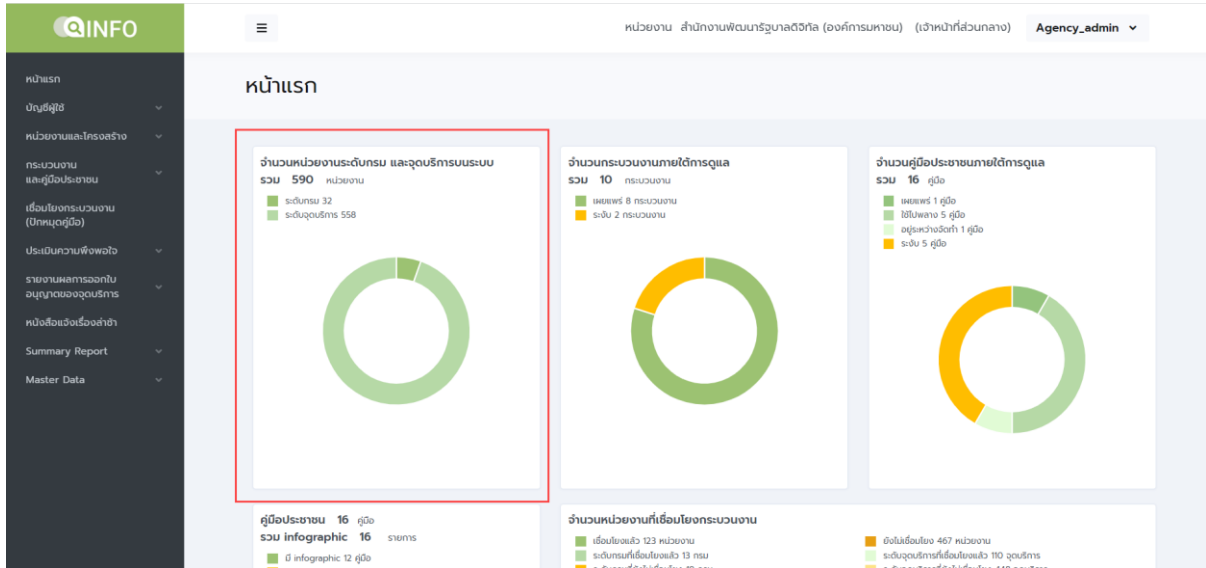 INFO
หน่วยงาน สำนักงานพัฒนารัฐบาลดิจิทัล (องค์การมหาชน) (เจ้าหน้าที่ส่วนกลาง) Agency_admin
หน้าแรก
บัญชีผู้ใช้
หน่วยงานและโครงสร้าง
กระบวนงาน
และคู่มือประชาชน
เชื่อมโยงกระบวนงาน
(ปักหมุดคู่มือ)
ประเมินความพึงพอใจ
รายงานผลการออกใบ
อนุญาตของจุดบริการ
หนังสือแจ้งเรื่องล่าช้า
Summary Report
Master Data
หน้าแรก
จำนวนหน่วยงานระดับกรม และจุดบริการบนระบบ
รวม 590 หน่วยงาน
ระดับกรม 32
ระดับจุดบริการ 558
จำนวนกระบวนงานภายใต้การดูแล
รวม 10 กระบวนงาน
เผยแพร่ 8 กระบวนงาน
ระงับ 2 กระบวนงาน
จำนวนคู่มือประชาชนภายใต้การดูแล
รวม 16 คู่มือ
เผยแพร่ 1 คู่มือ
ใช้ไปพลาง 5 คู่มือ
อยู่ระหว่างจัดทำ 1 คู่มือ
ระงับ 5 คู่มือ
คู่มือประชาชน 16 คู่มือ
รวม infographic 16 รายการ
มี infographic 12 คู่มือ
จำนวนหน่วยงานที่เชื่อมโยงกระบวนงาน
เชื่อมโยงแล้ว 123 หน่วยงาน
ระดับกรมที่เชื่อมโยงแล้ว 13 กรม
ยังไม่เชื่อมโยง 467 หน่วยงาน
ระดับจุดบริการที่เชื่อมโยงแล้ว 110 จุดบริการ